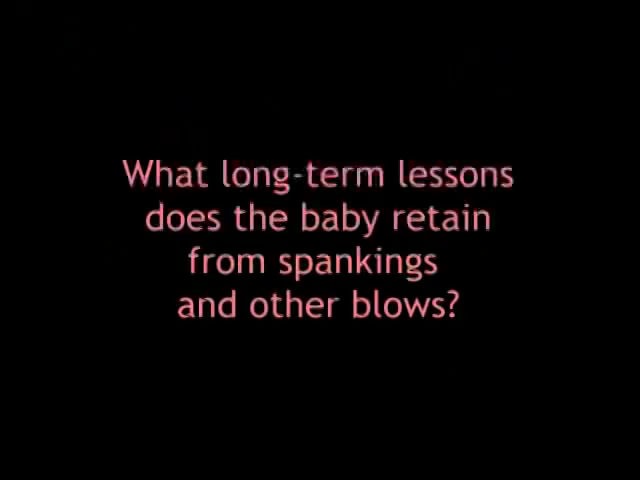 What long-term lessons
does the baby retain
from spankings
and other blows?